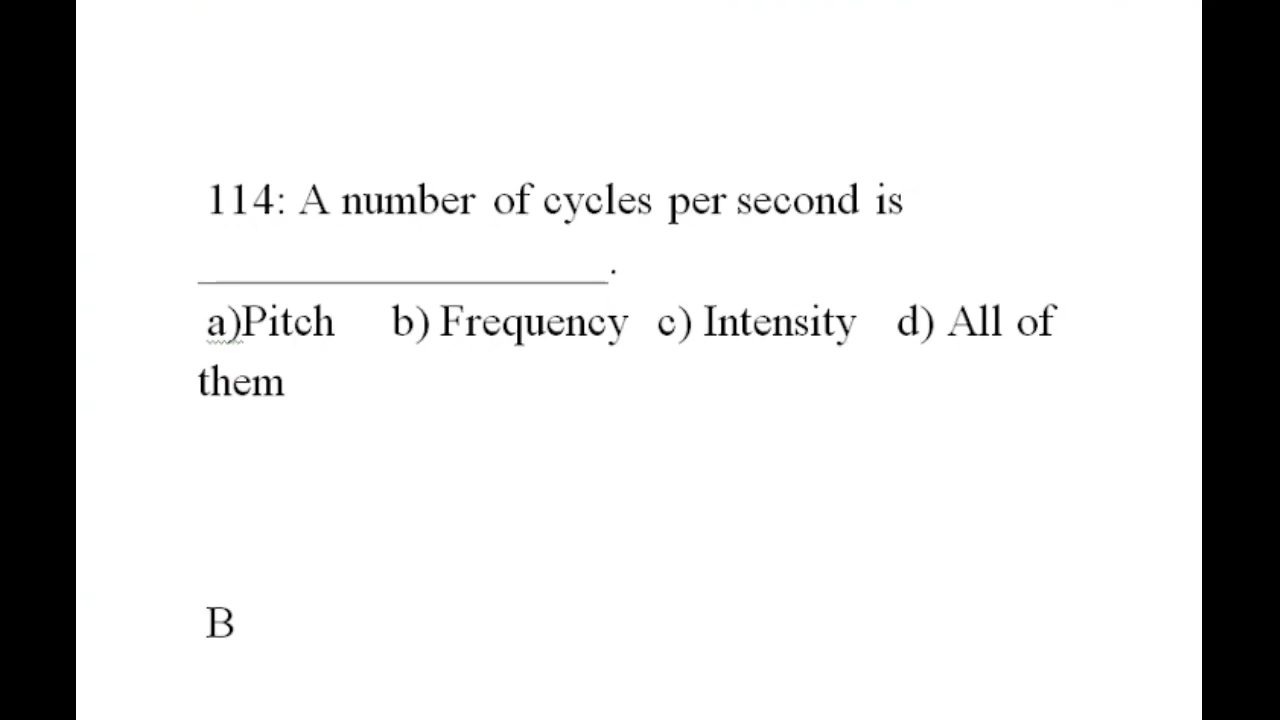 114: A number of cycles per second is
____________________.
a)Pitch b) Frequency c) Intensity d) All of
them
B